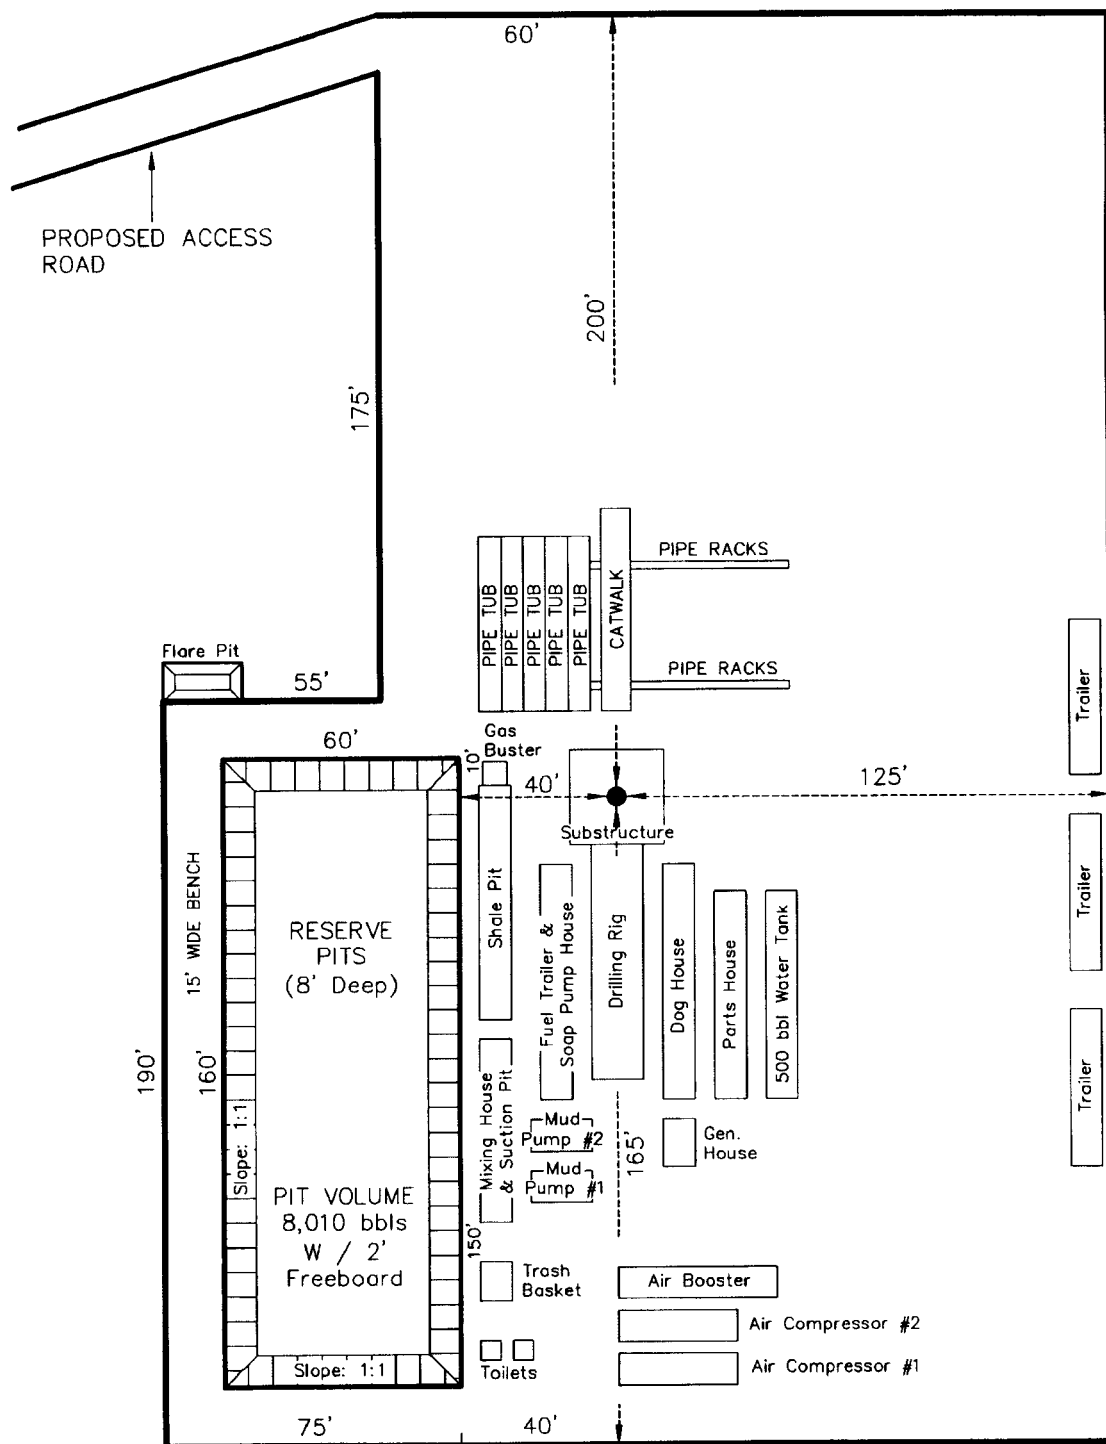 60'
PROPOSED ACCESS
ROAD
200'
175'
PIPE RACKS
PIPE TUB
PIPE TUB
PIPE TUB
PIPE TUB
PIPE TUB
CATWALK
PIPE RACKS
Flare Pit
55'
Trailer
Gas
Buster
60'
10'
40'
125'
Substructure
15' WIDE BENCH
RESERVE
PITS
(8' Deep)
Shale Pit
Fuel Trailer &
Soap Pump House
Drilling Rig
Dog House
Parts House
500 bbl Water Tank
Trailer
190'
160'
Slope: 1:1
Mixing House
& Suction Pit
Mud
Pump #2
Mud
Pump #1
165'
Gen.
House
Trailer
PIT VOLUME
8,010 bbls
W / 2'
Freeboard
150'
Trash
Basket
Air Booster
Air Compressor #2
Toilets
Air Compressor #1
Slope: 1:1
75'
40'